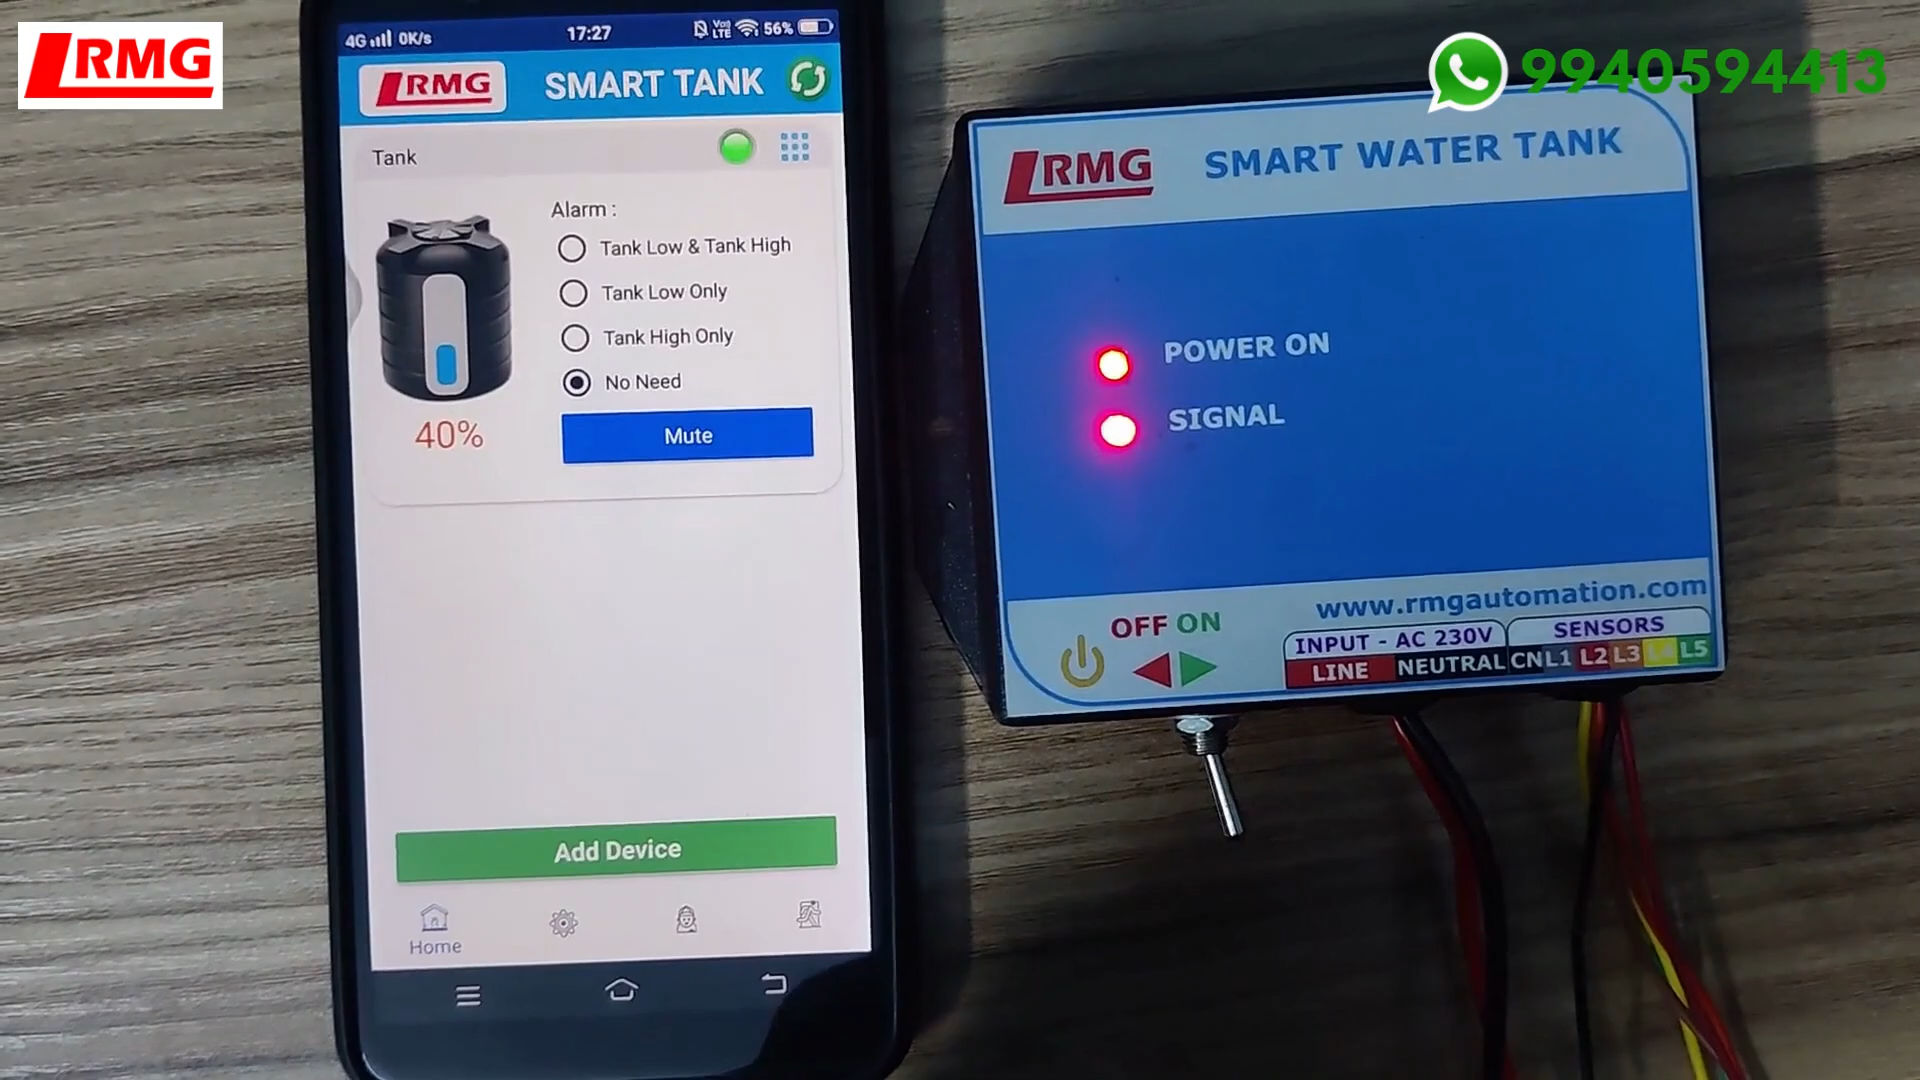 RMG
4G 0K/s 17:27 VoLTE 56%
RMG SMART TANK
Tank
Alarm :
Tank Low & Tank High
Tank Low Only
Tank High Only
No Need
40%
Mute
Add Device
Home
9940594413
RMG SMART WATER TANK
POWER ON
SIGNAL
www.rmgautomation.com
OFF ON
INPUT - AC 230V SENSORS
LINE NEUTRAL CN L1 L2 L3 L4 L5